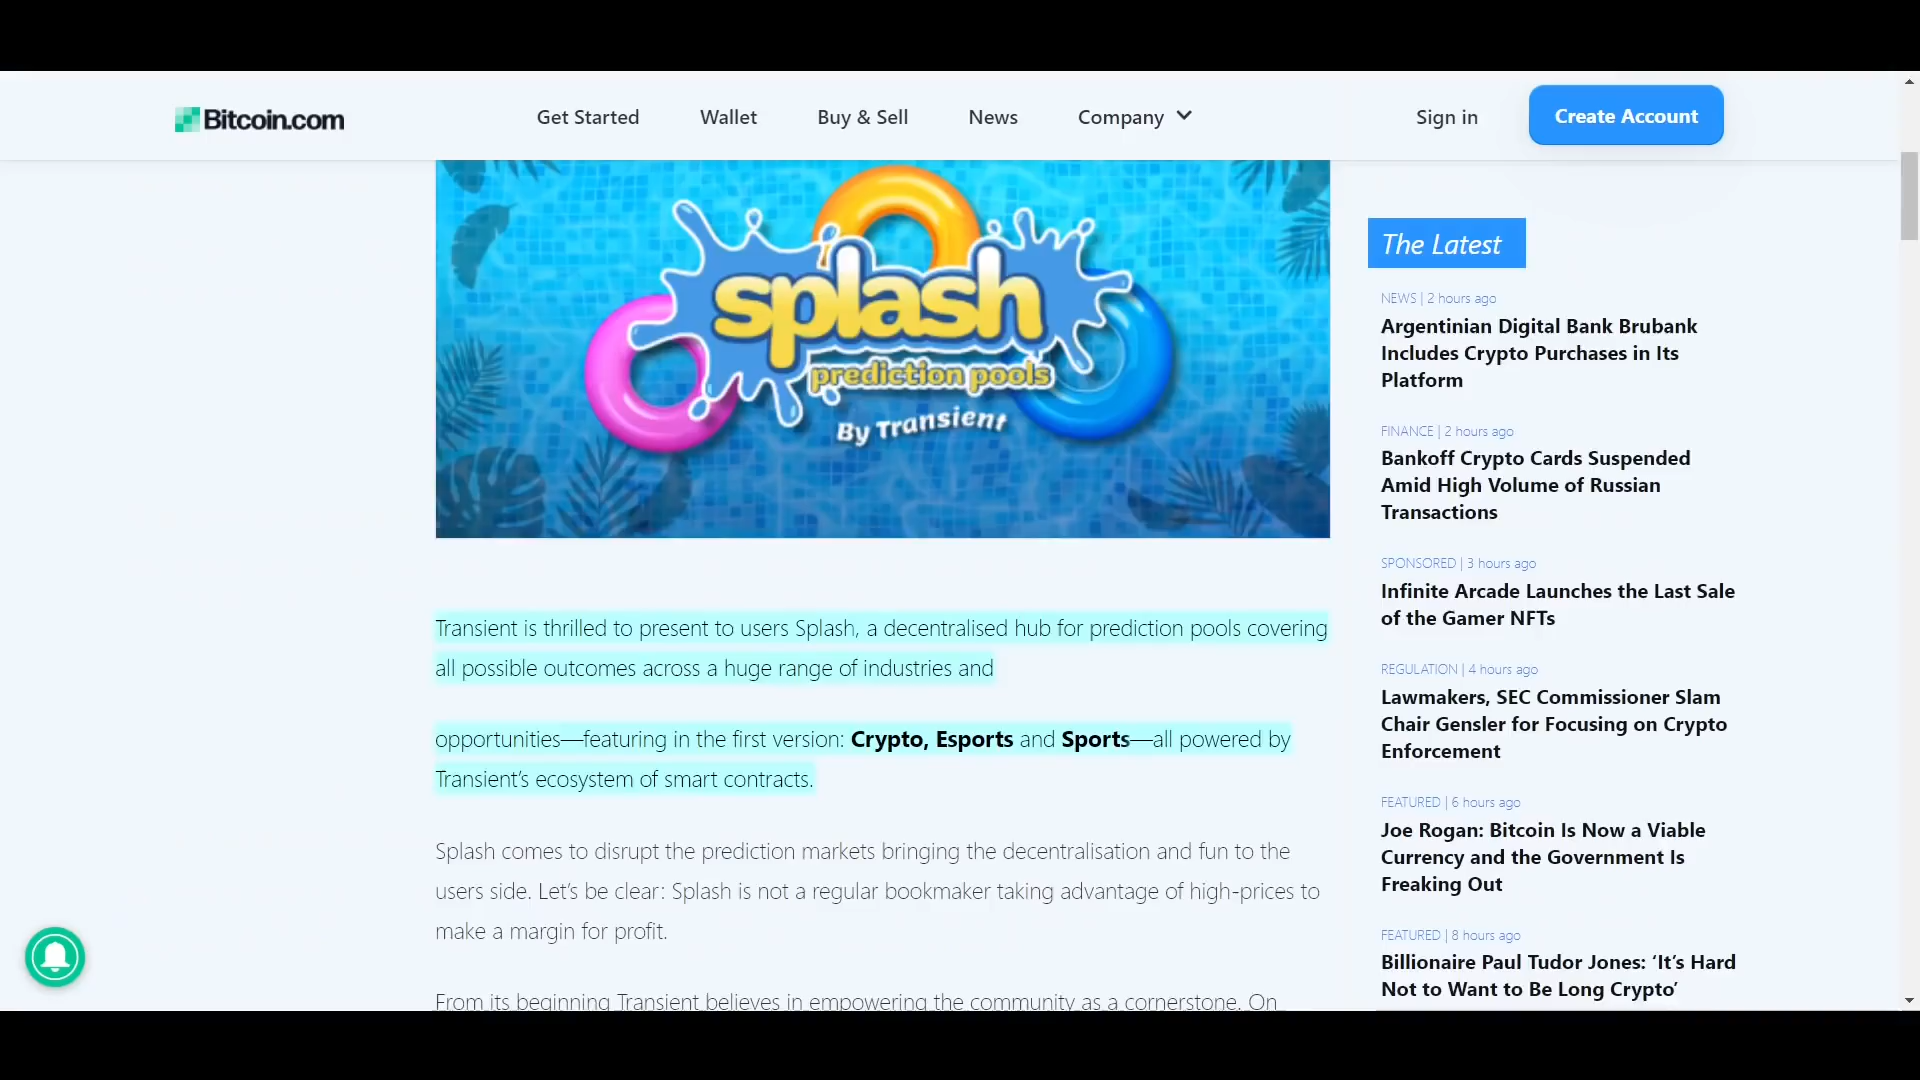 Bitcoin.com
Get Started
Wallet
Buy & Sell
News
Company
Sign in
Create Account
splash
prediction pools
By Transient
Transient is thrilled to present to users Splash, a decentralised hub for prediction pools covering
all possible outcomes across a huge range of industries and
opportunities—featuring in the first version: Crypto, Esports and Sports—all powered by
Transient’s ecosystem of smart contracts.
Splash comes to disrupt the prediction markets bringing the decentralisation and fun to the
users side. Let’s be clear: Splash is not a regular bookmaker taking advantage of high-prices to
make a margin for profit.
From its beginning Transient believes in empowering the community as a cornerstone. On
The Latest
NEWS | 2 hours ago
Argentinian Digital Bank Brubank
Includes Crypto Purchases in Its
Platform
FINANCE | 2 hours ago
Bankoff Crypto Cards Suspended
Amid High Volume of Russian
Transactions
SPONSORED | 3 hours ago
Infinite Arcade Launches the Last Sale
of the Gamer NFTs
REGULATION | 4 hours ago
Lawmakers, SEC Commissioner Slam
Chair Gensler for Focusing on Crypto
Enforcement
FEATURED | 6 hours ago
Joe Rogan: Bitcoin Is Now a Viable
Currency and the Government Is
Freaking Out
FEATURED | 8 hours ago
Billionaire Paul Tudor Jones: ‘It’s Hard
Not to Want to Be Long Crypto’